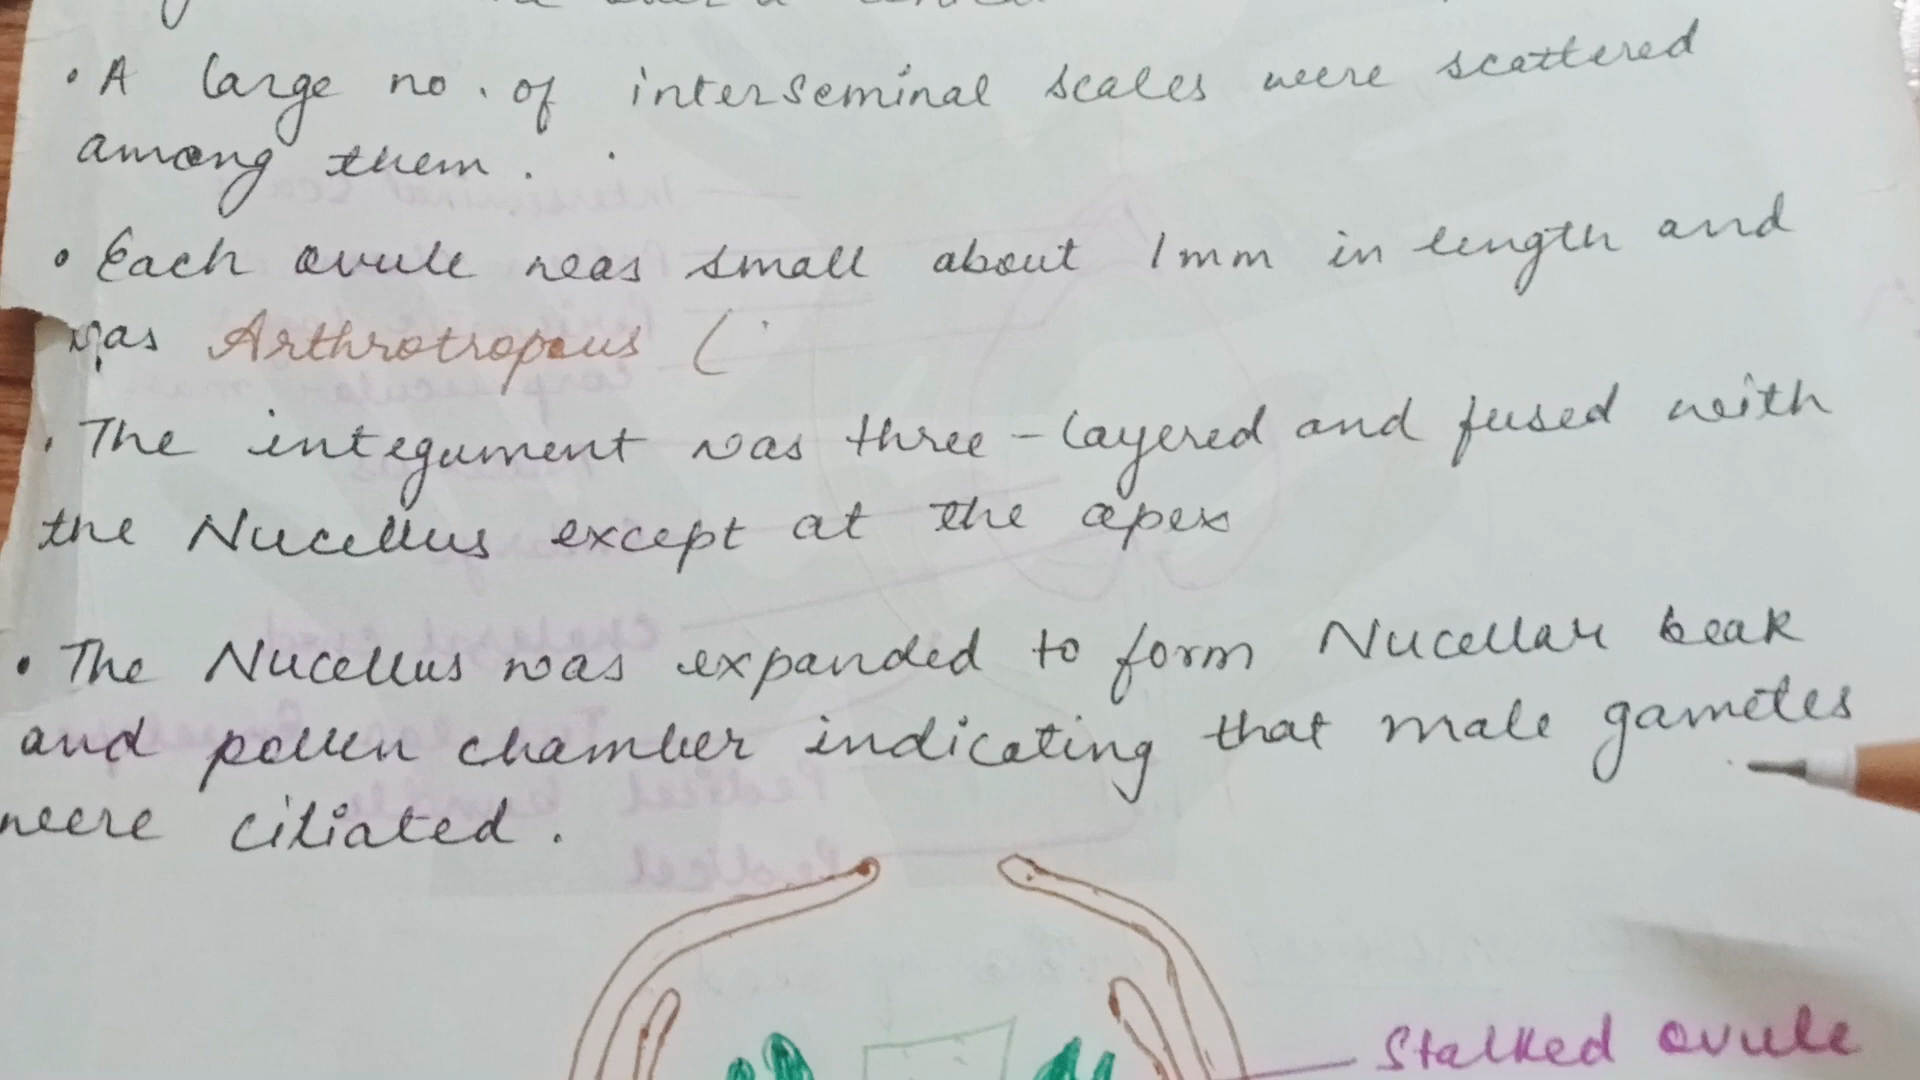 • A large no. of interseminal scales were scattered
among them.
• Each ovule was small about 1mm in length and
was Arthrotropous (
• The integument was three-layered and fused with
the Nucellus except at the apex
• The Nucellus was expanded to form Nucellar beak
and pollen chamber indicating that male gametes
were ciliated.
Stalked ovule